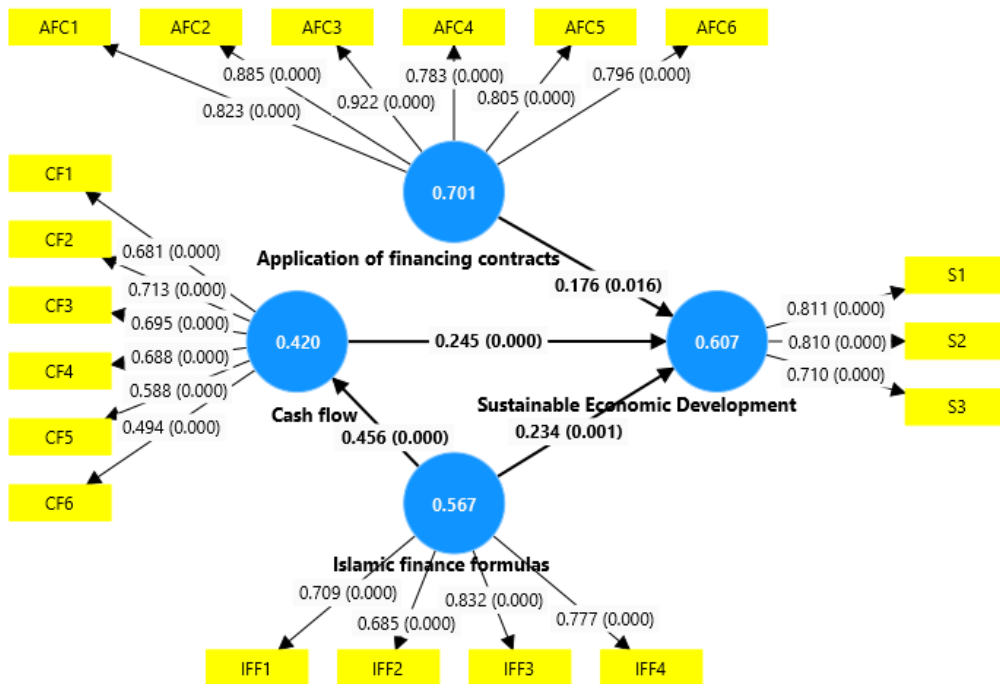 AFC1 AFC2 AFC3 AFC4 AFC5 AFC6
0.823 (0.000)
0.885 (0.000)
0.922 (0.000)
0.783 (0.000)
0.805 (0.000)
0.796 (0.000)
0.701
Application of financing contracts
0.176 (0.016)
CF1
CF2
CF3
CF4
CF5
CF6
0.681 (0.000)
0.713 (0.000)
0.695 (0.000)
0.688 (0.000)
0.588 (0.000)
0.494 (0.000)
0.420
Cash flow
0.245 (0.000)
0.456 (0.000)
0.607
Sustainable Economic Development
0.234 (0.001)
0.811 (0.000)
0.810 (0.000)
0.710 (0.000)
S1
S2
S3
0.567
Islamic finance formulas
0.709 (0.000)
0.685 (0.000)
0.832 (0.000)
0.777 (0.000)
IFF1 IFF2 IFF3 IFF4